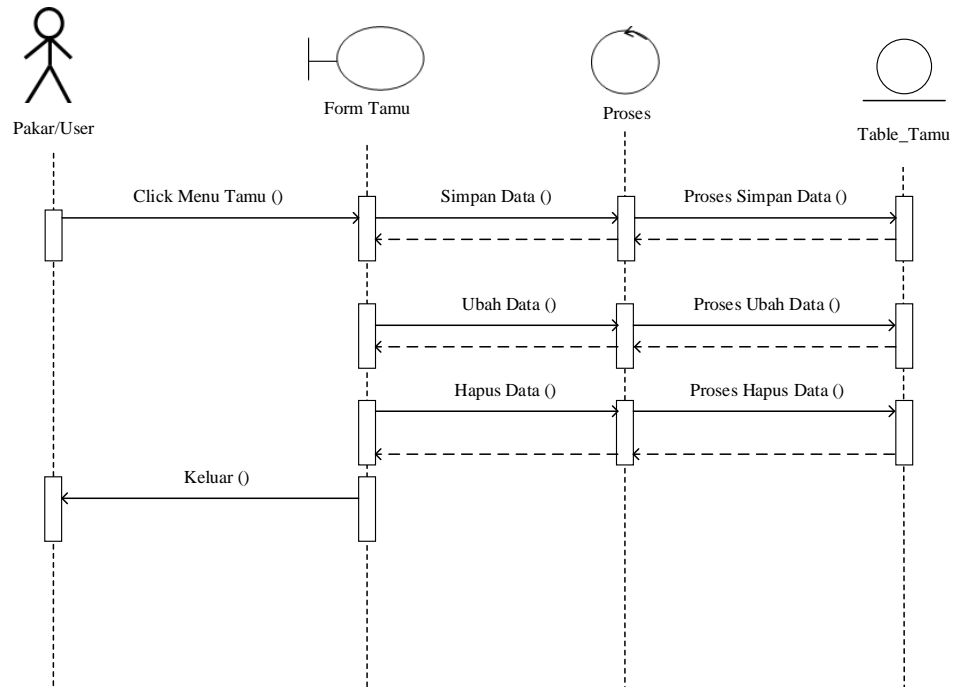 Pakar/User
Form Tamu
Proses
Table_Tamu
Click Menu Tamu ()
Simpan Data ()
Proses Simpan Data ()
Ubah Data ()
Proses Ubah Data ()
Hapus Data ()
Proses Hapus Data ()
Keluar ()